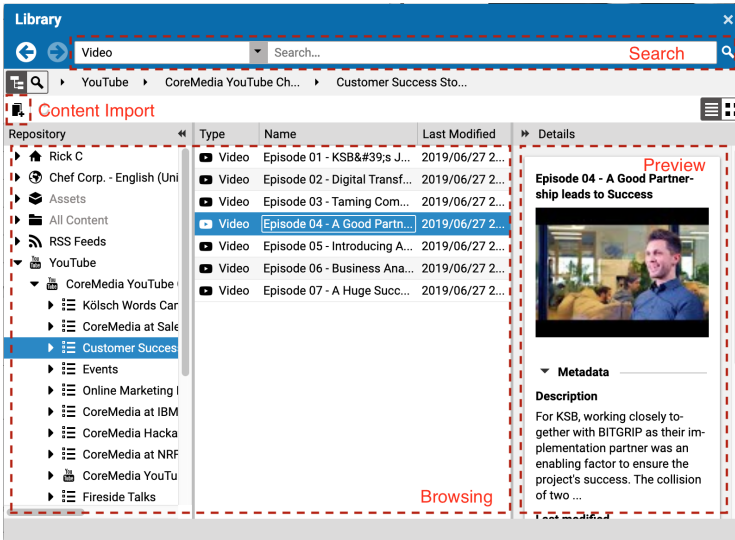 Library
Video Search... Search
YouTube CoreMedia YouTube Ch... Customer Success Sto...
Content Import
Repository Type Name Last Modified Details
Rick C
Chef Corp. - English (Uni
Assets
All Content
RSS Feeds
YouTube
CoreMedia YouTube
Kölsch Words Car
CoreMedia at Sale
Customer Succes
Events
Online Marketing
CoreMedia at IBM
CoreMedia Hacka
CoreMedia at NRF
CoreMedia YouTu
Fireside Talks
Video Episode 01 - KSB&#39;s J... 2019/06/27 2...
Video Episode 02 - Digital Transf... 2019/06/27 2...
Video Episode 03 - Taming Com... 2019/06/27 2...
Video Episode 04 - A Good Partn... 2019/06/27 2...
Video Episode 05 - Introducing A... 2019/06/27 2...
Video Episode 06 - Business Ana... 2019/06/27 2...
Video Episode 07 - A Huge Succ... 2019/06/27 2...
Browsing
Preview
Episode 04 - A Good Partner-
ship leads to Success
Metadata
Description
For KSB, working closely to-
gether with BITGRIP as their im-
plementation partner was an
enabling factor to ensure the
project's success. The collision
of two ...
Last modified